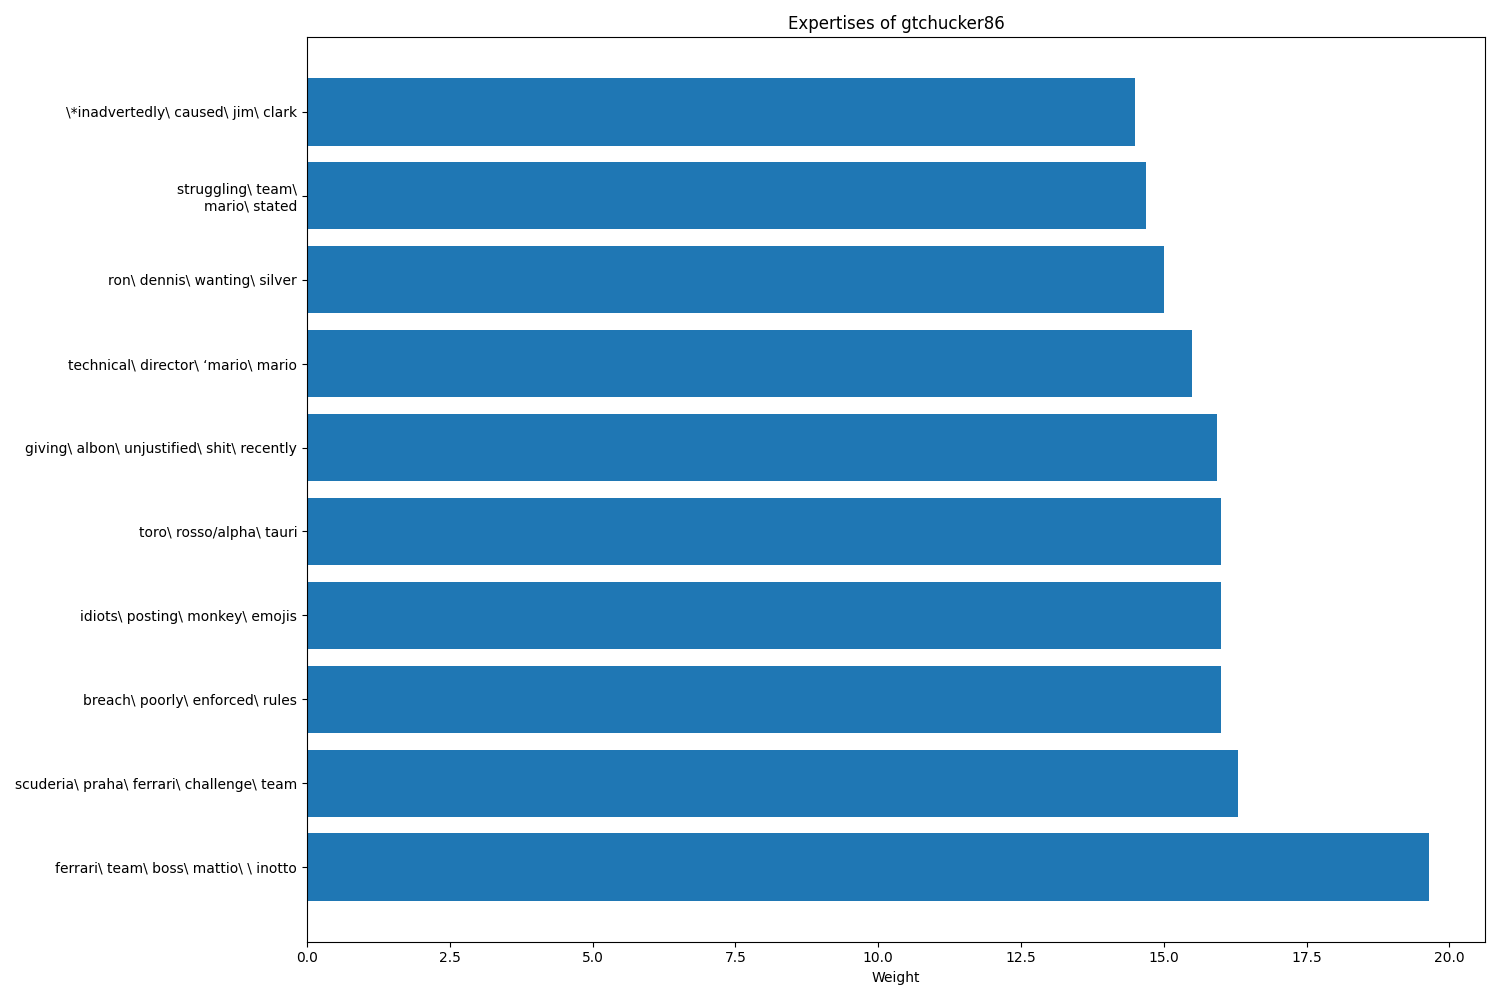 Expertises of gtchucker86
\*inadvertedly\ caused\ jim\ clark
struggling\ team\
mario\ stated
ron\ dennis\ wanting\ silver
technical\ director\ ‘mario\ mario
giving\ albon\ unjustified\ shit\ recently
toro\ rosso/alpha\ tauri
idiots\ posting\ monkey\ emojis
breach\ poorly\ enforced\ rules
scuderia\ praha\ ferrari\ challenge\ team
ferrari\ team\ boss\ mattio\ \ inotto
0.0 2.5 5.0 7.5 10.0 12.5 15.0 17.5 20.0
Weight